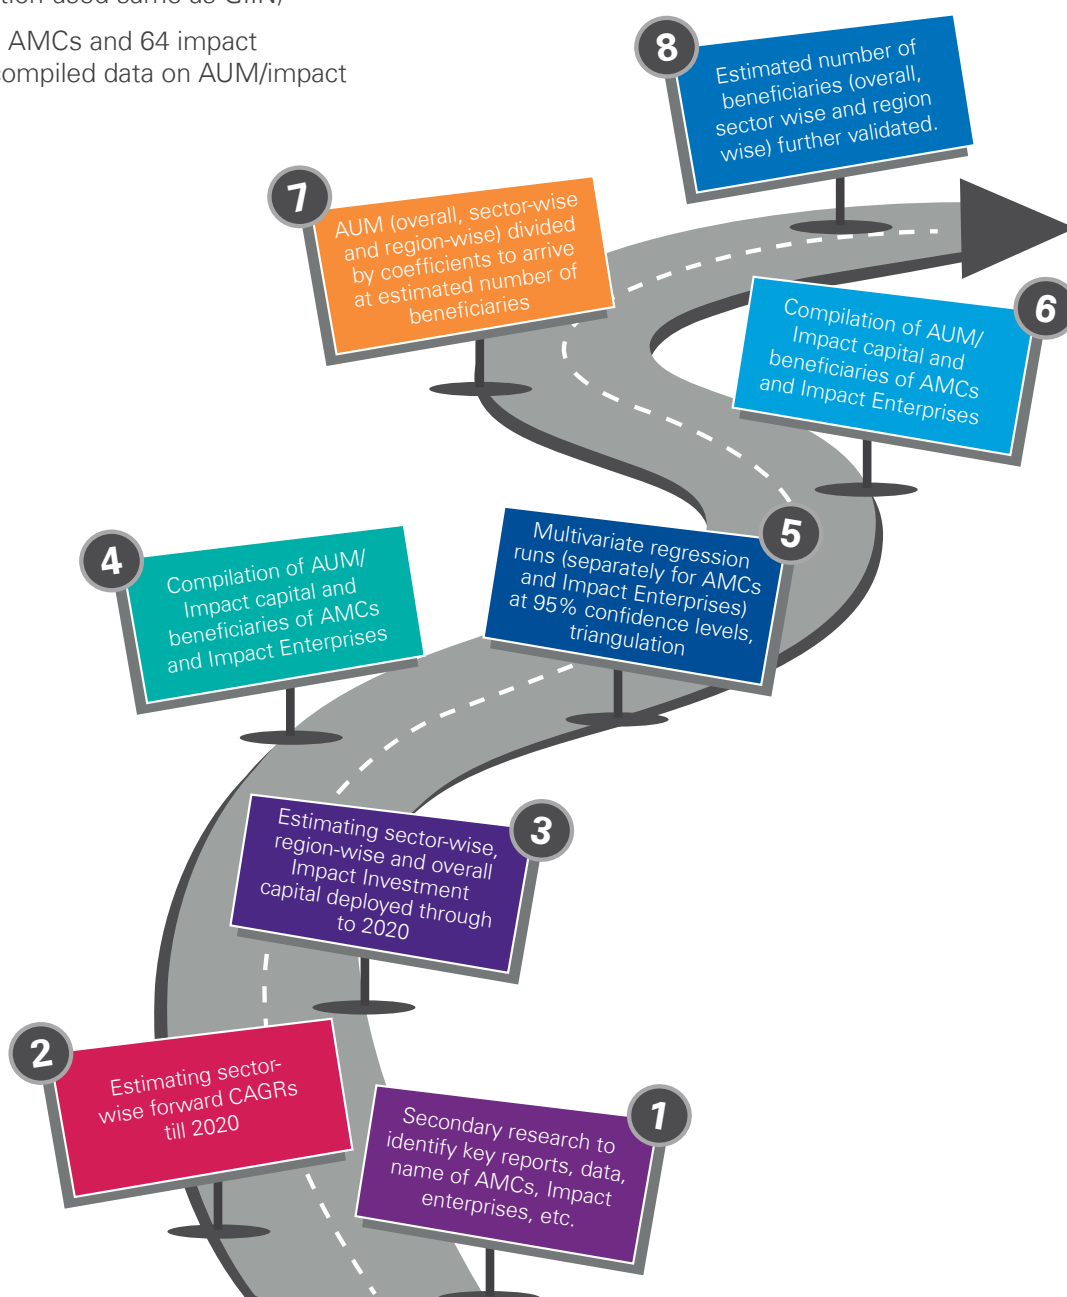 AMCs and 64 impact
compiled data on AUM/impact
8
Estimated number of
beneficiaries (overall,
sector wise and region
wise) further validated.
7
AUM (overall, sector-wise
and region-wise) divided
by coefficients to arrive
at estimated number of
beneficiaries
6
Compilation of AUM/
Impact capital and
beneficiaries of AMCs
and Impact Enterprises
5
Multivariate regression
runs (separately for AMCs
and Impact Enterprises)
at 95% confidence levels,
triangulation
4
Compilation of AUM/
Impact capital and
beneficiaries of AMCs
and Impact Enterprises
3
Estimating sector-wise,
region-wise and overall
Impact Investment
capital deployed through
to 2020
2
Estimating sector-
wise forward CAGRs
till 2020
1
Secondary research to
identify key reports, data,
name of AMCs, Impact
enterprises, etc.